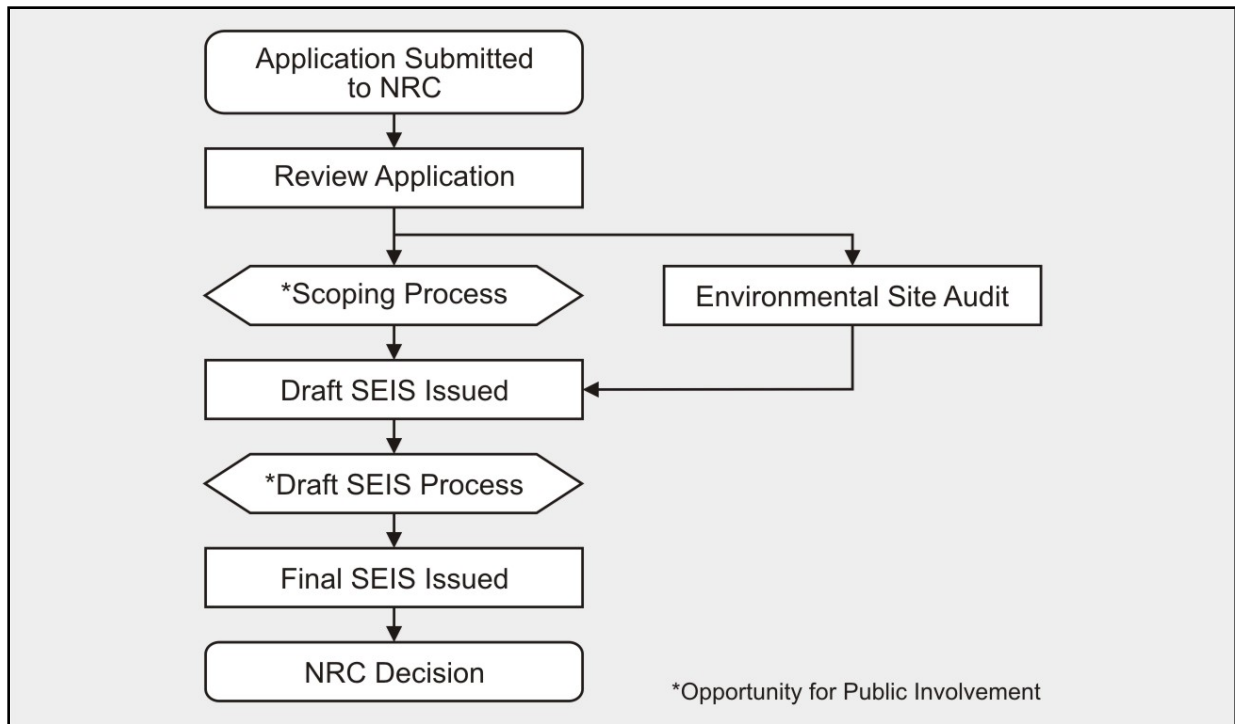 Application Submitted
to NRC
Review Application
*Scoping Process
Environmental Site Audit
Draft SEIS Issued
*Draft SEIS Process
Final SEIS Issued
NRC Decision
*Opportunity for Public Involvement